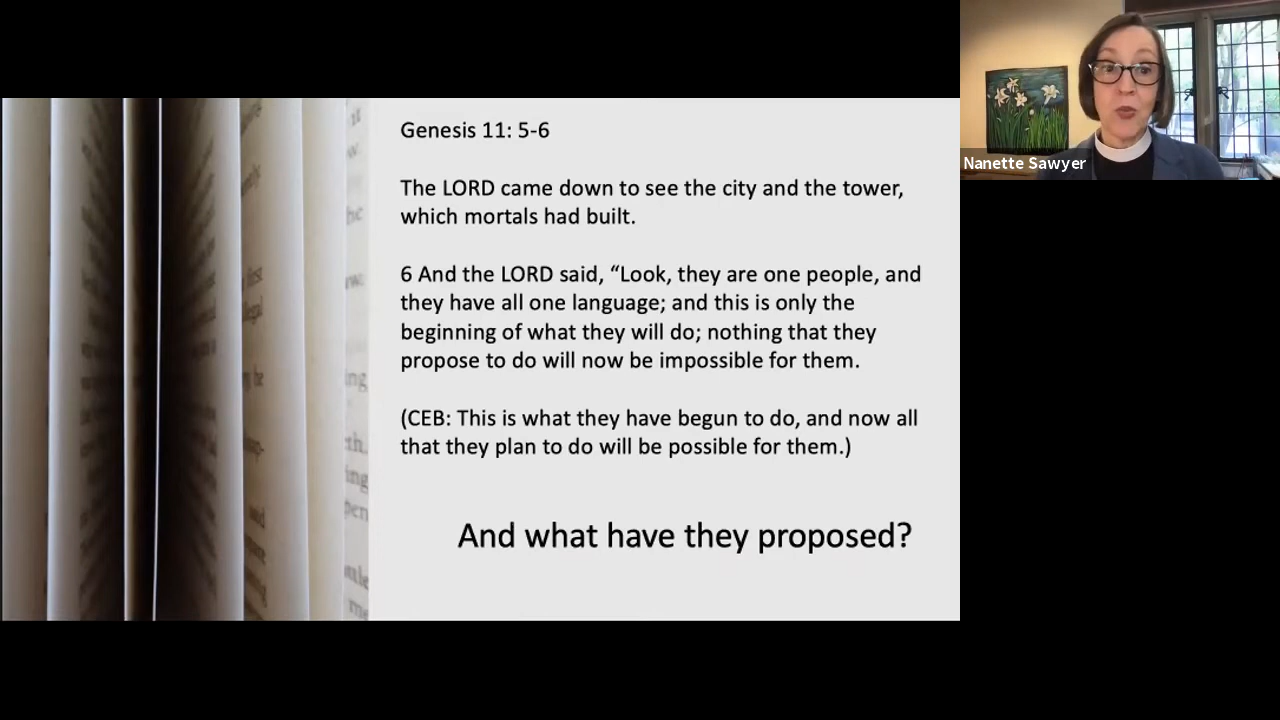 Genesis 11: 5-6
The LORD came down to see the city and the tower,
which mortals had built.
6 And the LORD said, “Look, they are one people, and
they have all one language; and this is only the
beginning of what they will do; nothing that they
propose to do will now be impossible for them.
(CEB: This is what they have begun to do, and now all
that they plan to do will be possible for them.)
And what have they proposed?
Nanette Sawyer